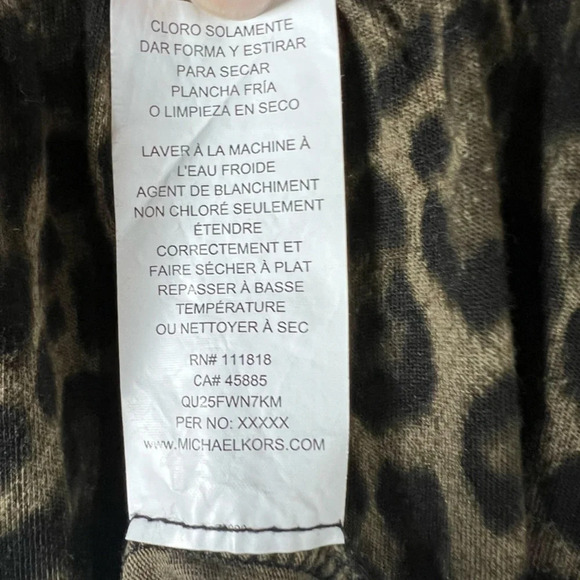 CLORO SOLAMENTE
DAR FORMA Y ESTIRAR
PARA SECAR
PLANCHA FRÍA
O LIMPIEZA EN SECO
LAVER À LA MACHINE À
L'EAU FROIDE
AGENT DE BLANCHIMENT
NON CHLORÉ SEULEMENT
ÉTENDRE
CORRECTEMENT ET
FAIRE SÉCHER À PLAT
REPASSER À BASSE
TEMPÉRATURE
OU NETTOYER À SEC
RN# 111818
CA# 45885
QU25FWN7KM
PER NO: XXXXX
www.MICHAELKORS.COM